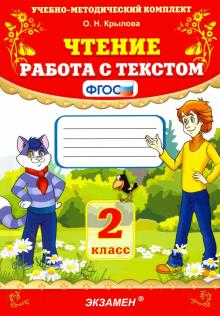 УЧЕБНО-МЕТОДИЧЕСКИЙ КОМПЛЕКТ
О. Н. Крылова
ЧТЕНИЕ
РАБОТА С ТЕКСТОМ
ФГОС
2
класс
ЭКЗАМЕН®